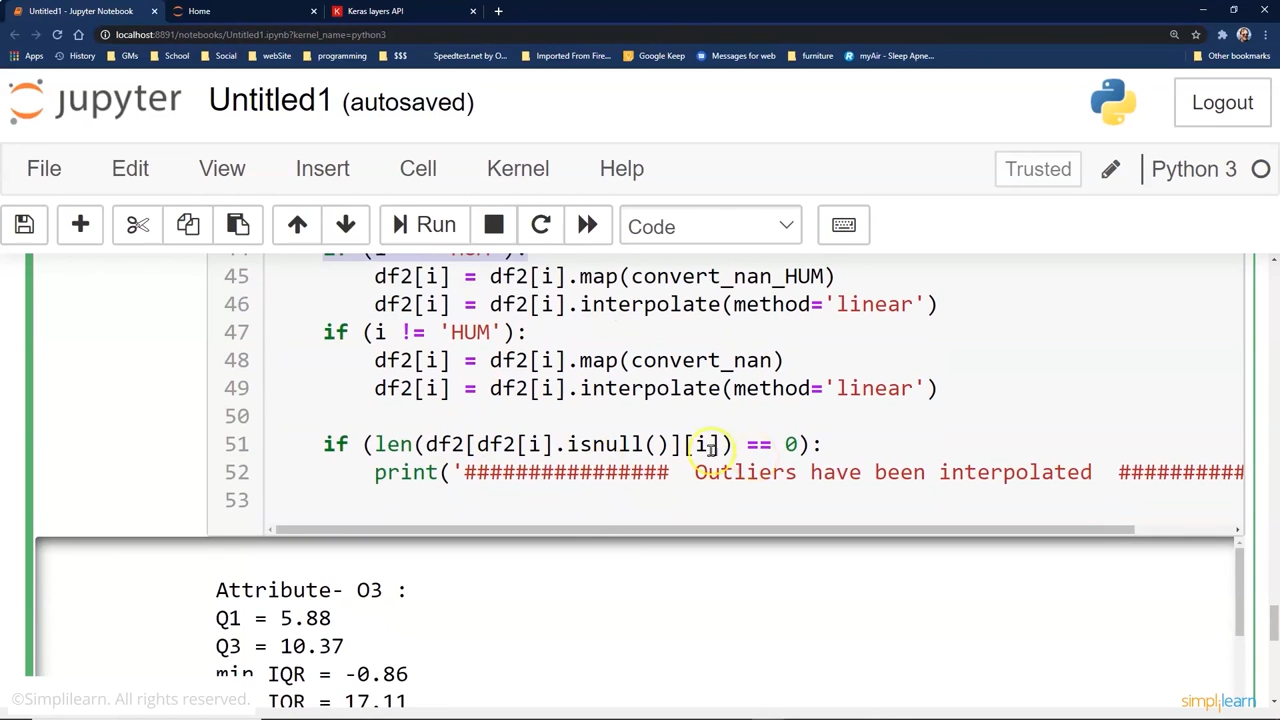 Untitled1 - Jupyter Notebook
Home
Keras layers API
localhost:8891/notebooks/Untitled1.ipynb?kernel_name=python3
Apps
History
GMs
School
Social
webSite
programming
$$$
Speedtest.net by O...
Imported From Fire...
Google Keep
Messages for web
furniture
myAir - Sleep Apne...
Other bookmarks
jupyter Untitled1 (autosaved)
Logout
File Edit View Insert Cell Kernel Help
Trusted
Python 3
Run
Code
45 df2[i] = df2[i].map(convert_nan_HUM)
46 df2[i] = df2[i].interpolate(method='linear')
47 if (i != 'HUM'):
48 df2[i] = df2[i].map(convert_nan)
49 df2[i] = df2[i].interpolate(method='linear')
50
51 if (len(df2[df2[i].isnull()][i]) == 0):
52 print('################ Outliers have been interpolated ##########
53
Attribute- O3 :
Q1 = 5.88
Q3 = 10.37
min IQR = -0.86
IQR = 17.11
©Simplilearn. All rights reserved.
simplilearn